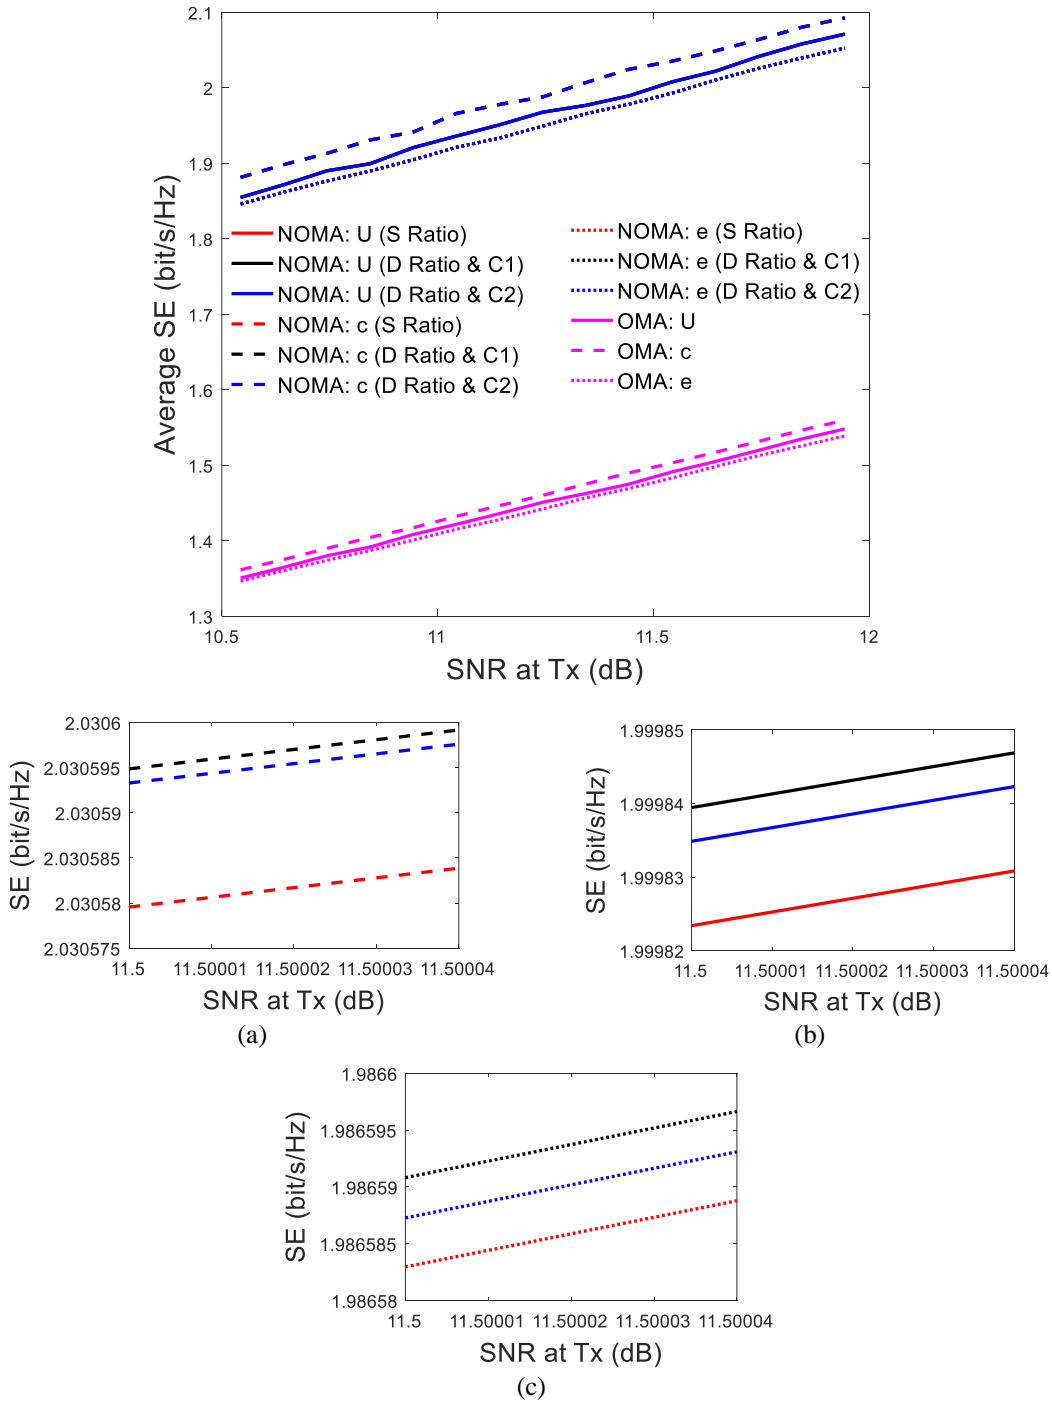 2.1
2
1.9
1.8
1.7
1.6
1.5
1.4
1.3
Average SE (bit/s/Hz)
NOMA: U (S Ratio)
NOMA: U (D Ratio & C1)
NOMA: U (D Ratio & C2)
NOMA: c (S Ratio)
NOMA: c (D Ratio & C1)
NOMA: c (D Ratio & C2)
NOMA: e (S Ratio)
NOMA: e (D Ratio & C1)
NOMA: e (D Ratio & C2)
OMA: U
OMA: c
OMA: e
10.5 11 11.5 12
SNR at Tx (dB)
2.0306
2.030595
2.03059
2.030585
2.03058
2.030575
SE (bit/s/Hz)
11.5 11.50001 11.50002 11.50003 11.50004
SNR at Tx (dB)
(a)
1.99985
1.99984
1.99983
1.99982
SE (bit/s/Hz)
11.5 11.50001 11.50002 11.50003 11.50004
SNR at Tx (dB)
(b)
1.9866
1.986595
1.98659
1.986585
1.98658
SE (bit/s/Hz)
11.5 11.50001 11.50002 11.50003 11.50004
SNR at Tx (dB)
(c)